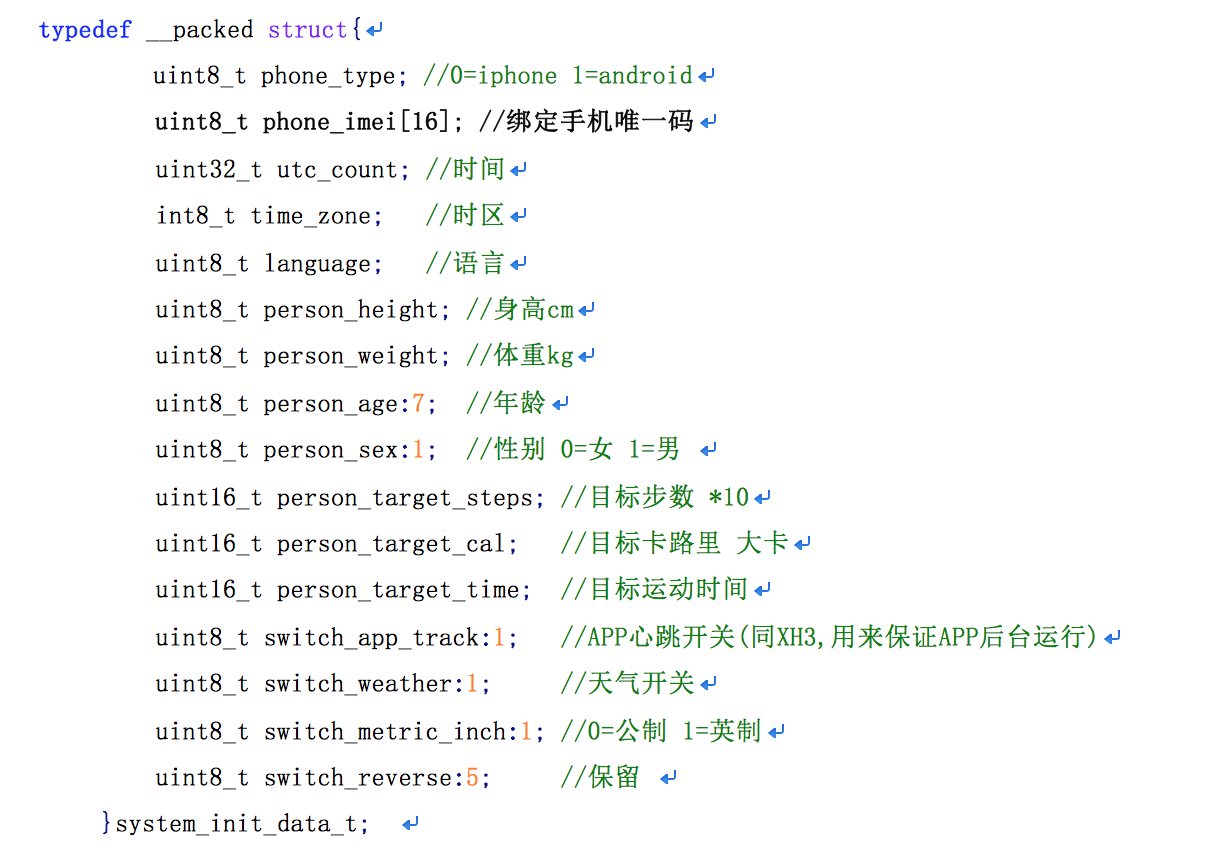 typedef __packed struct{
uint8_t phone_type; //0=iphone 1=android
uint8_t phone_imei[16]; //绑定手机唯一码
uint32_t utc_count; //时间
int8_t time_zone;   //时区
uint8_t language;   //语言
uint8_t person_height; //身高cm
uint8_t person_weight; //体重kg
uint8_t person_age:7;  //年龄
uint8_t person_sex:1;  //性别 0=女 1=男
uint16_t person_target_steps; //目标步数 *10
uint16_t person_target_cal;   //目标卡路里 大卡
uint16_t person_target_time;  //目标运动时间
uint8_t switch_app_track:1;   //APP心跳开关(同XH3,用来保证APP后台运行)
uint8_t switch_weather:1;     //天气开关
uint8_t switch_metric_inch:1; //0=公制 1=英制
uint8_t switch_reverse:5;     //保留
}system_init_data_t;